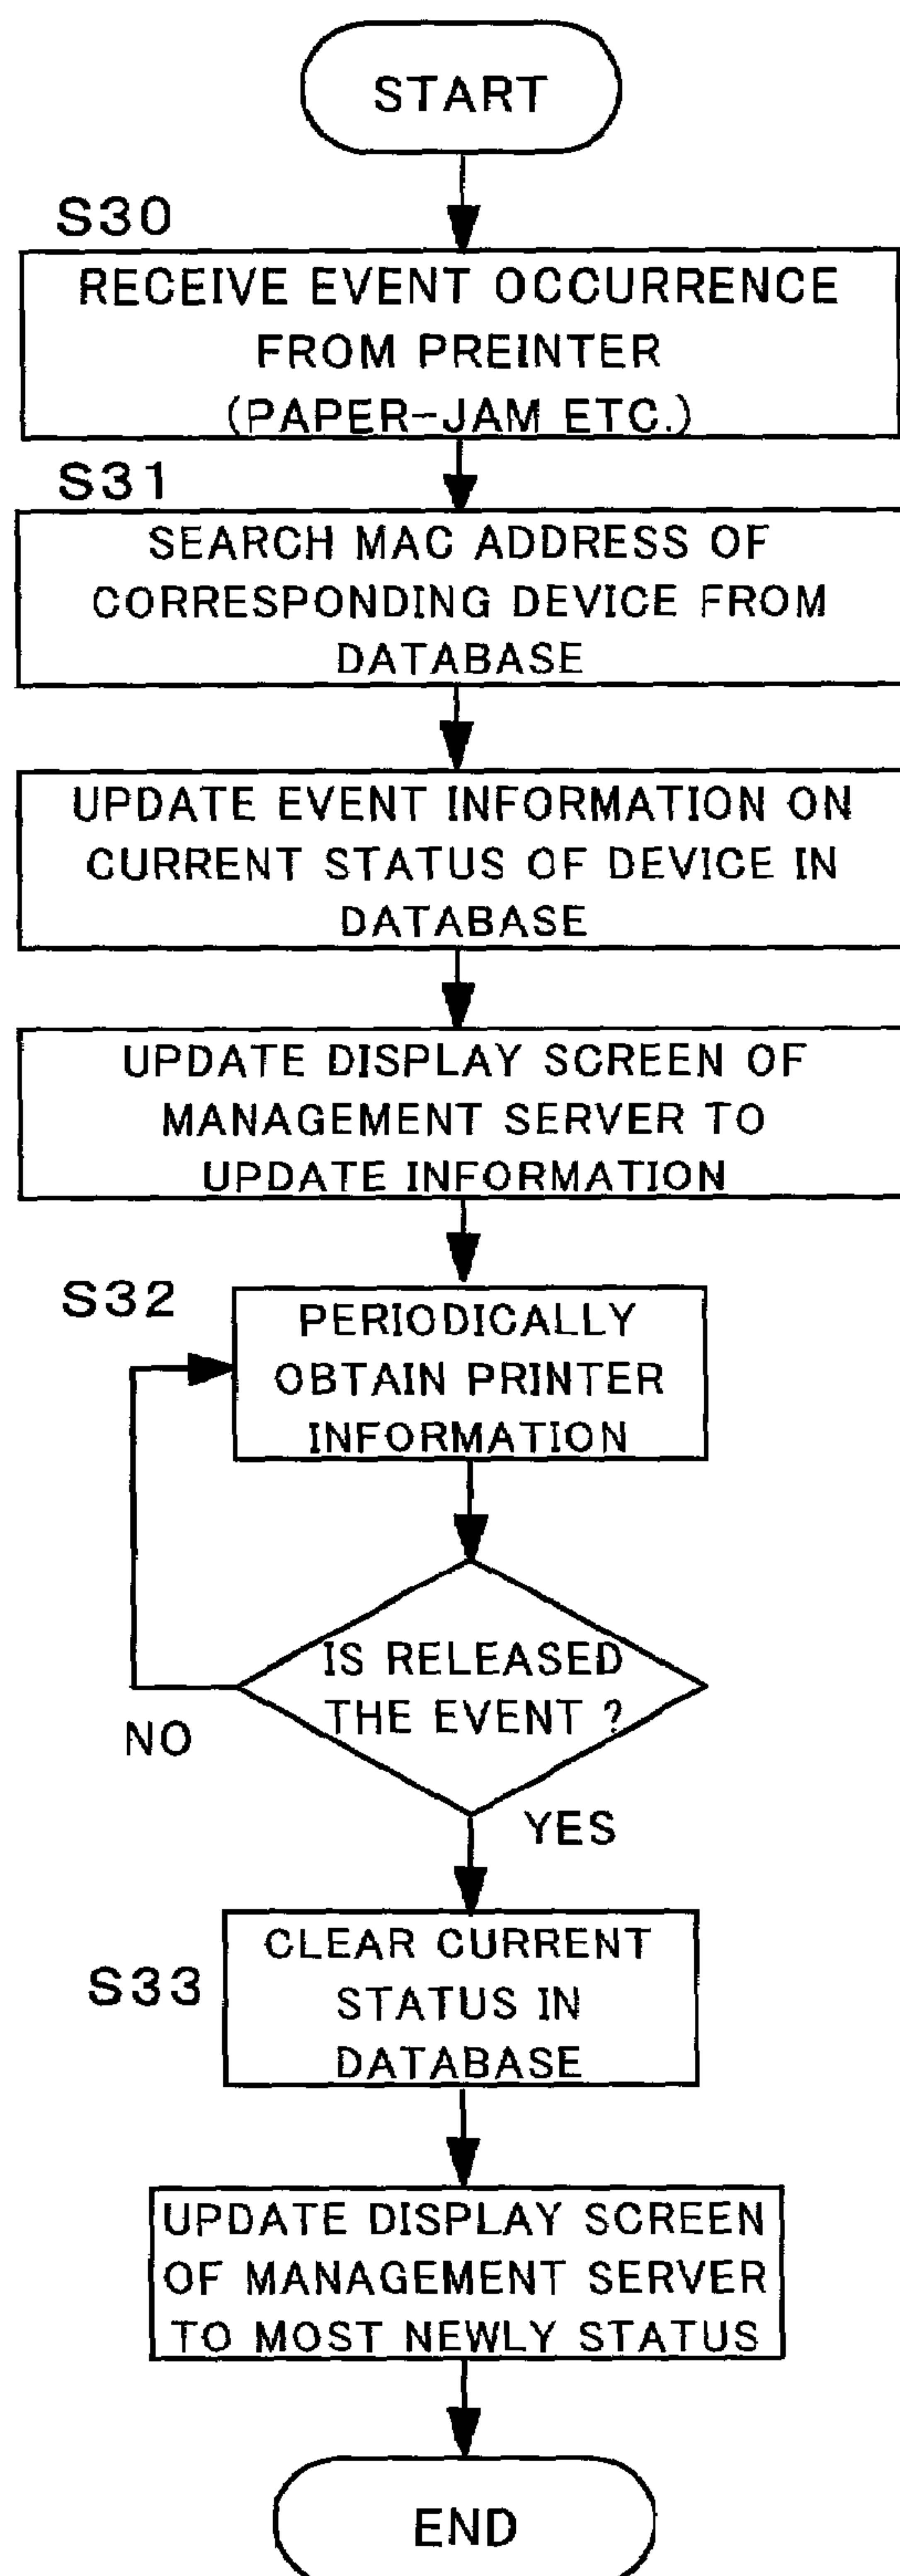 START
S30
RECEIVE EVENT OCCURRENCE
FROM PREINTER
(PAPER-JAM ETC.)
S31
SEARCH MAC ADDRESS OF
CORRESPONDING DEVICE FROM
DATABASE
UPDATE EVENT INFORMATION ON
CURRENT STATUS OF DEVICE IN
DATABASE
UPDATE DISPLAY SCREEN OF
MANAGEMENT SERVER TO
UPDATE INFORMATION
S32
PERIODICALLY
OBTAIN PRINTER
INFORMATION
IS RELEASED
THE EVENT ?
NO
YES
S33
CLEAR CURRENT
STATUS IN
DATABASE
UPDATE DISPLAY SCREEN
OF MANAGEMENT SERVER
TO MOST NEWLY STATUS
END